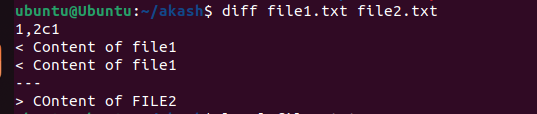 ubuntu@Ubuntu:~/akash$ diff file1.txt file2.txt
1,2c1
< Content of file1
< Content of file1
---
> COntent of FILE2